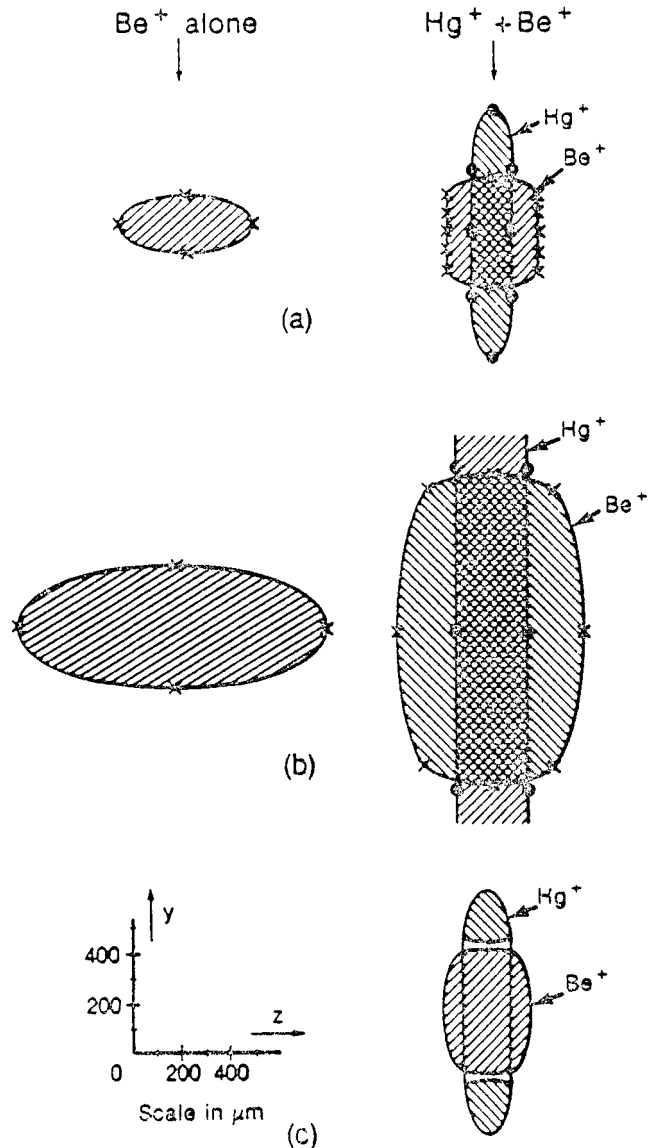 Be+ alone
Hg+ + Be+
Hg+
Be+
(a)
Hg+
Be+
(b)
y
400
200
z
0 200 400
Scale in μm
Hg+
Be+
(c)